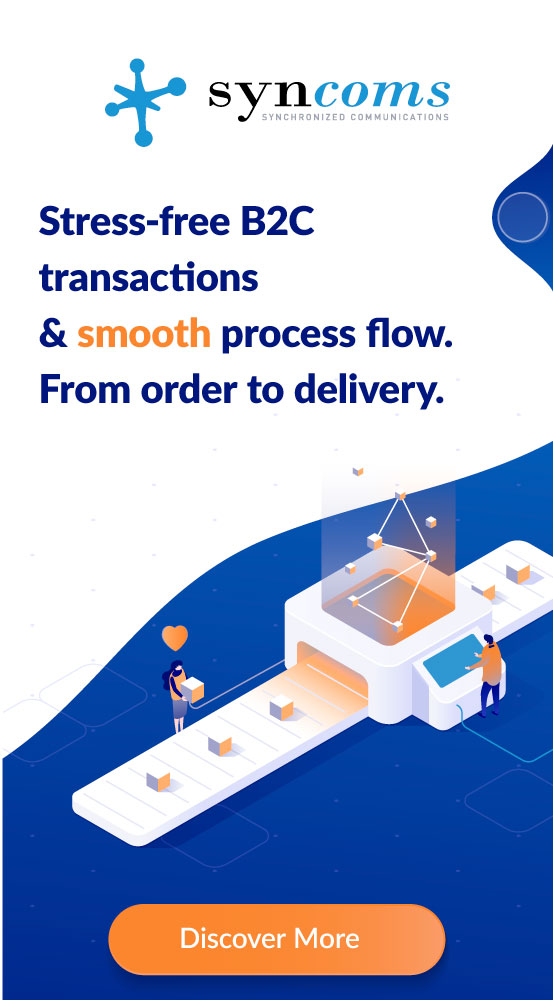 syncoms
SYNCHRONIZED COMMUNICATIONS
Stress-free B2C
transactions
& smooth process flow.
From order to delivery.
Discover More